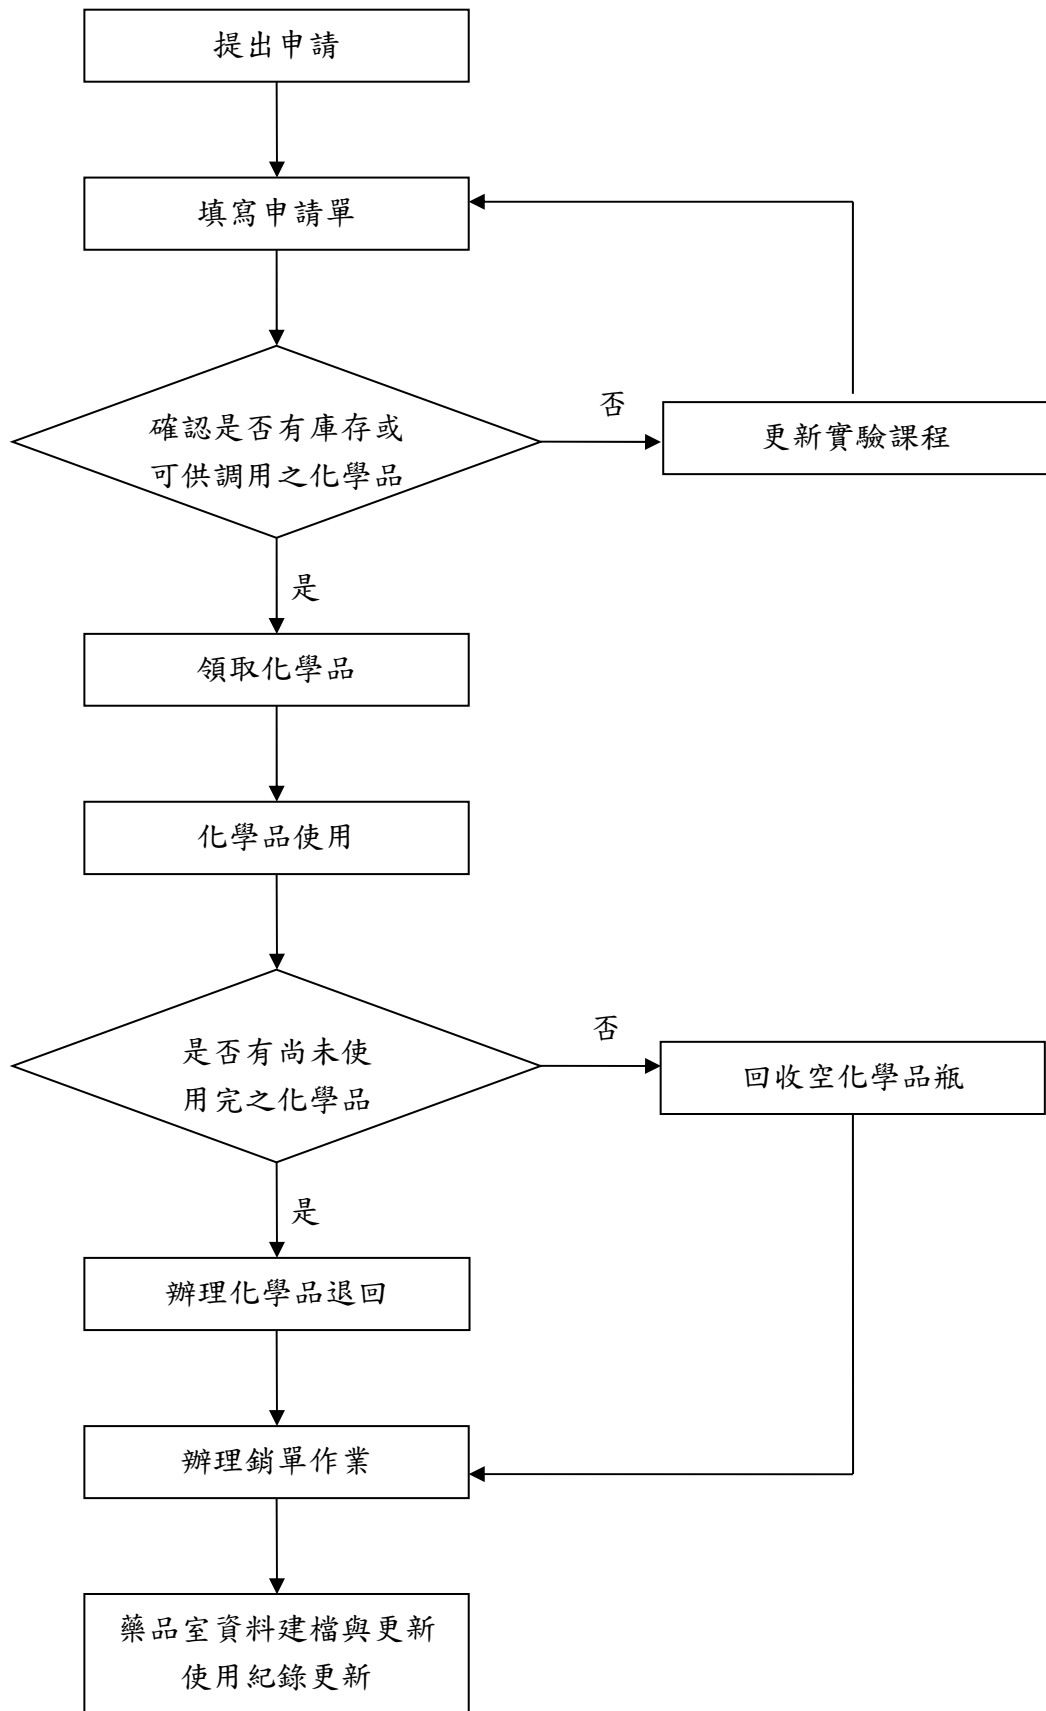 提出申請
填寫申請單
否
確認是否有庫存或
可供調用之化學品
更新實驗課程
是
領取化學品
化學品使用
否
是否有尚未使
用完之化學品
回收空化學品瓶
是
辦理化學品退回
辦理銷單作業
藥品室資料建檔與更新
使用紀錄更新